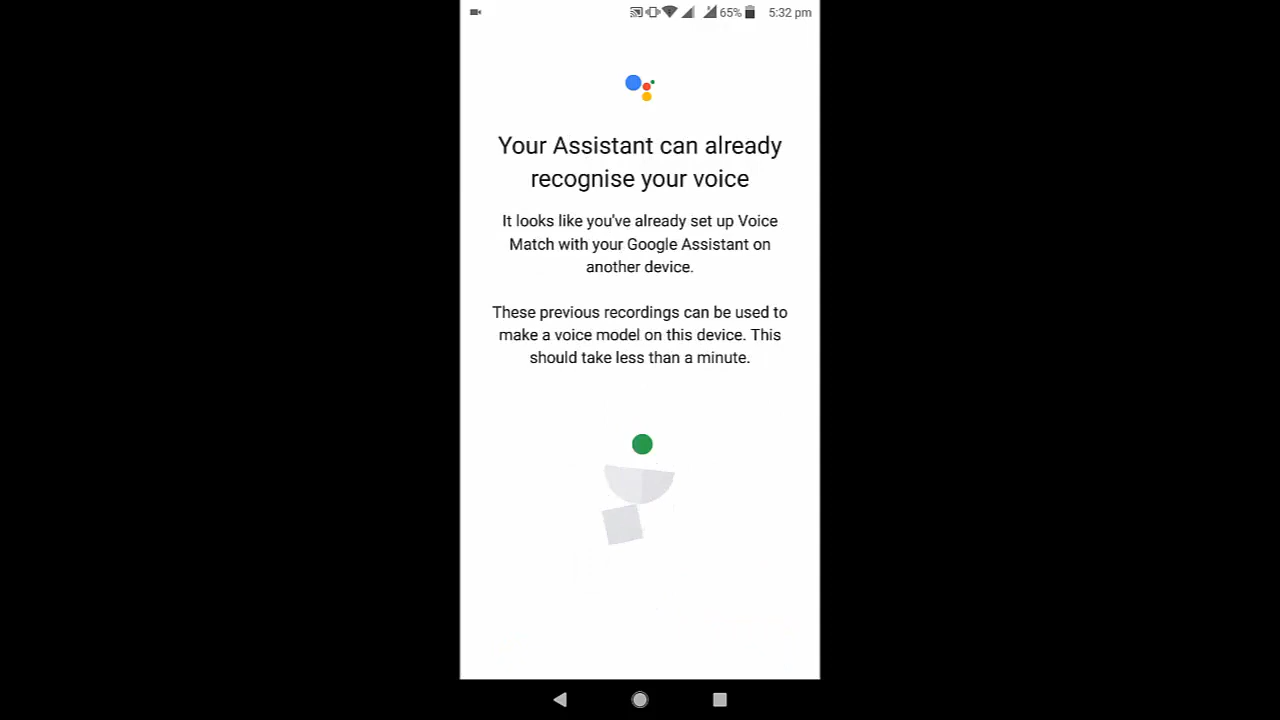 65% 5:32 pm
Your Assistant can already
recognise your voice
It looks like you've already set up Voice
Match with your Google Assistant on
another device.
These previous recordings can be used to
make a voice model on this device. This
should take less than a minute.